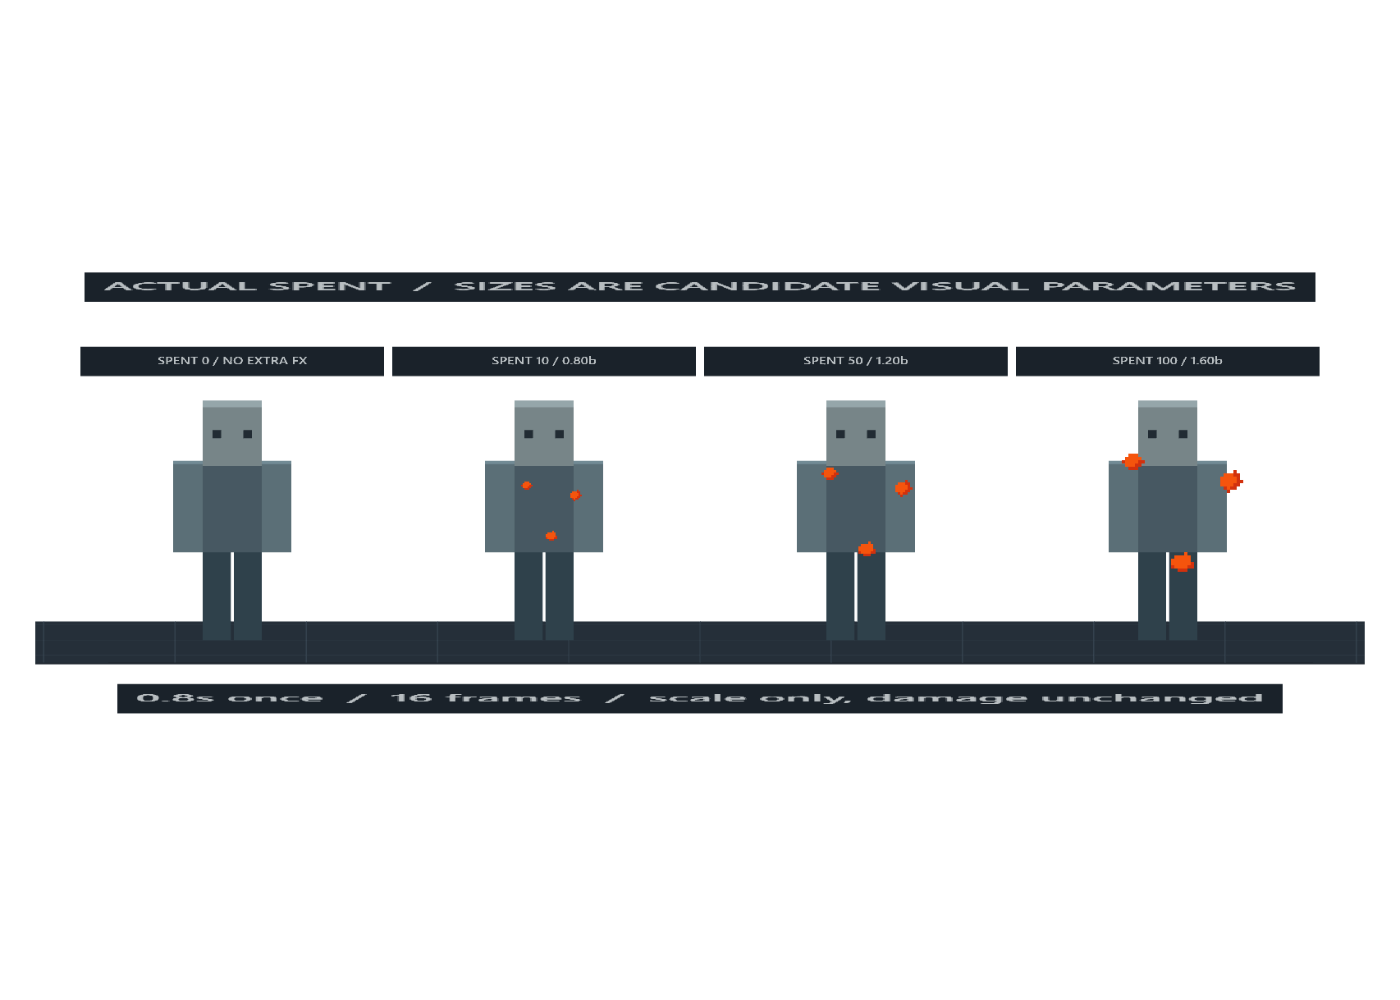 ACTUAL SPENT / SIZES ARE CANDIDATE VISUAL PARAMETERS
SPENT 0 / NO EXTRA FX
SPENT 10 / 0.80b
SPENT 50 / 1.20b
SPENT 100 / 1.60b
0.8s once / 16 frames / scale only, damage unchanged